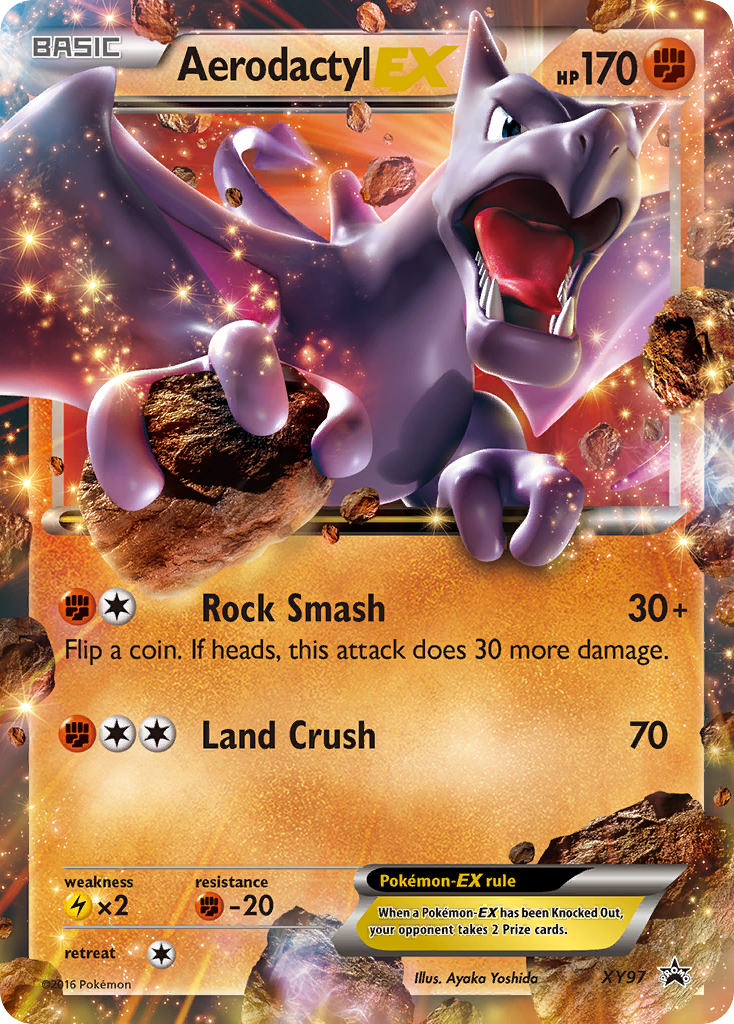 BASIC
AerodactylEX
HP170
Rock Smash 30+
Flip a coin. If heads, this attack does 30 more damage.
Land Crush 70
weakness resistance
×2 -20
Pokémon-EX rule
When a Pokémon-EX has been Knocked Out,
your opponent takes 2 Prize cards.
retreat
©2016 Pokémon
Illus. Ayaka Yoshida
XY97
PROMO